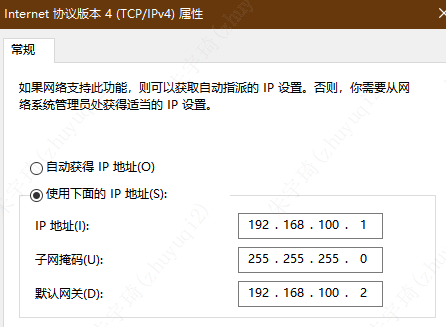 Internet 协议版本 4 (TCP/IPv4) 属性
常规
如果网络支持此功能，则可以获取自动指派的 IP 设置。否则，你需要从网
络系统管理员处获得适当的 IP 设置。
自动获得 IP 地址(O)
使用下面的 IP 地址(S):
IP 地址(I): 192 . 168 . 100 . 1
子网掩码(U): 255 . 255 . 255 . 0
默认网关(D): 192 . 168 . 100 . 2